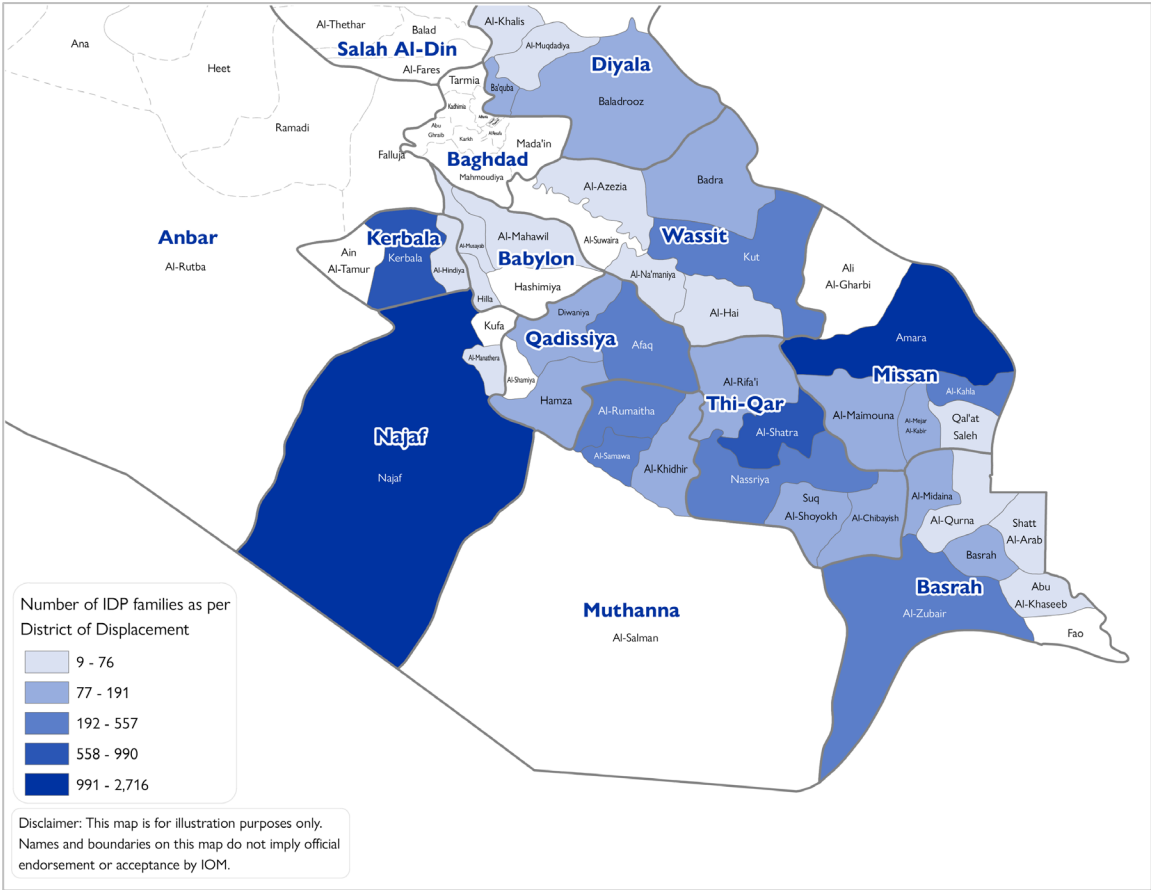 Al-Thethar
Balad
Salah Al-Din
Al-Fares
Ana
Heet
Ramadi
Falluja
Anbar
Al-Rutba
Al-Khalis
Al-Muqdadiya
Diyala
Ba'quba
Baladrooz
Tarmia
Kadhimia
Abu
Ghraib
Karkh
Mada'in
Baghdad
Mahmoudiya
Al-Azezia
Badra
Al-Suwaira
Wassit
Kut
Al-Na'maniya
Al-Hai
Kerbala
Kerbala
Ain
Al-Tamur
Al-Hindiya
Al-Musayab
Al-Mahawil
Babylon
Hashimiya
Hilla
Ali
Al-Gharbi
Amara
Missan
Al-Kahla
Al-Maimouna
Al-Mejar
Al-Kabir
Qal'at
Saleh
Kufa
Al-Manathera
Al-Shamiya
Diwaniya
Qadissiya
Afaq
Hamza
Al-Rifa'i
Thi-Qar
Al-Shatra
Nassriya
Suq
Al-Shoyokh
Al-Chibayish
Al-Rumaitha
Al-Samawa
Al-Khidhir
Najaf
Najaf
Al-Midaina
Al-Qurna
Shatt
Al-Arab
Basrah
Basrah
Abu
Al-Khaseeb
Al-Zubair
Fao
Muthanna
Al-Salman
Number of IDP families as per
District of Displacement
9 - 76
77 - 191
192 - 557
558 - 990
991 - 2,716
Disclaimer: This map is for illustration purposes only.
Names and boundaries on this map do not imply official
endorsement or acceptance by IOM.